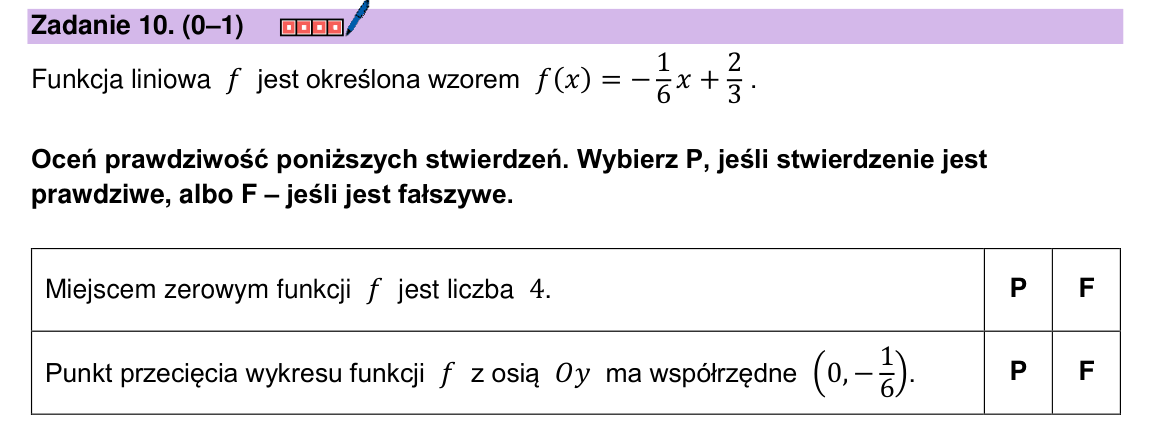 Zadanie 10. (0–1)
Funkcja liniowa f jest określona wzorem f(x) = −1/6 x + 2/3 .
Oceń prawdziwość poniższych stwierdzeń. Wybierz P, jeśli stwierdzenie jest
prawdziwe, albo F – jeśli jest fałszywe.
Miejscem zerowym funkcji f jest liczba 4. P F
Punkt przecięcia wykresu funkcji f z osią Oy ma współrzędne (0, −1/6). P F